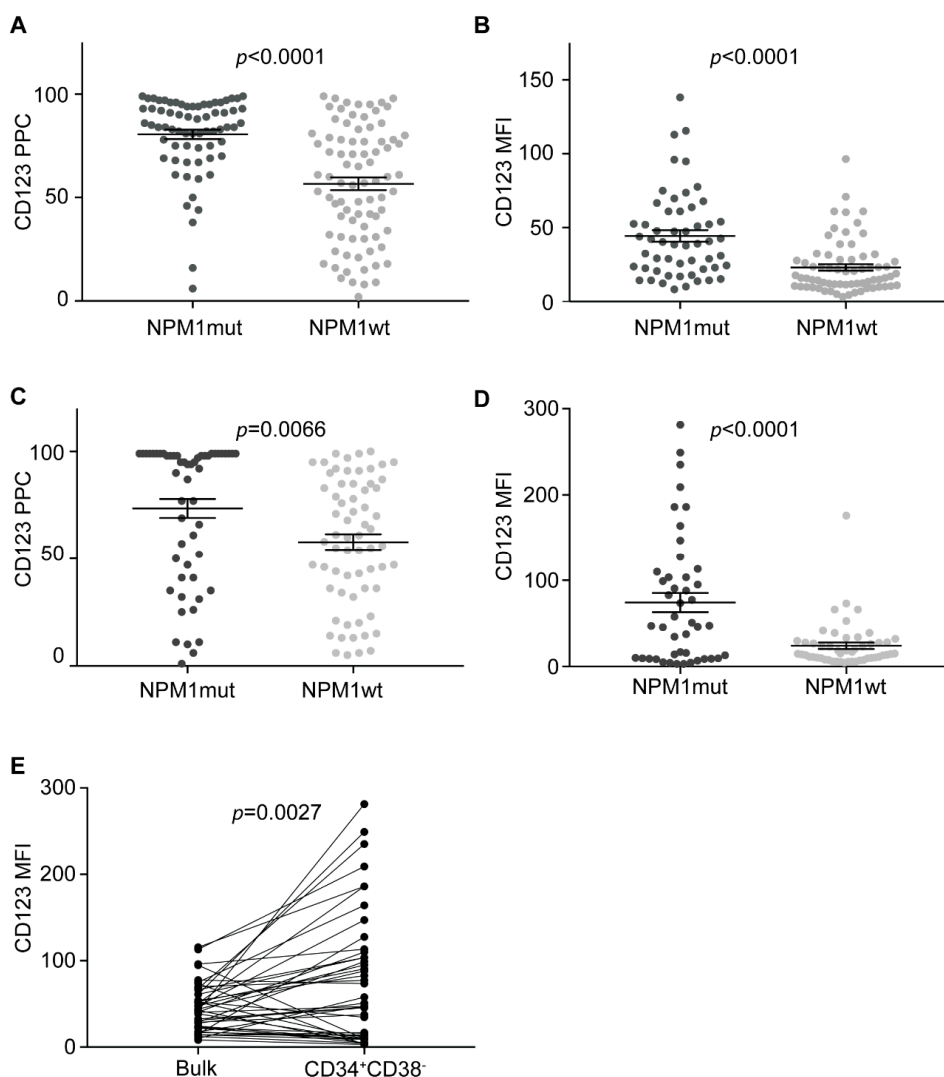 A
p<0.0001
CD123 PPC
100
50
0
NPM1mut
NPM1wt
B
p<0.0001
CD123 MFI
150
100
50
0
NPM1mut
NPM1wt
C
p=0.0066
CD123 PPC
100
50
0
NPM1mut
NPM1wt
D
p<0.0001
CD123 MFI
300
200
100
0
NPM1mut
NPM1wt
E
p=0.0027
CD123 MFI
300
200
100
0
Bulk
CD34⁺CD38⁻